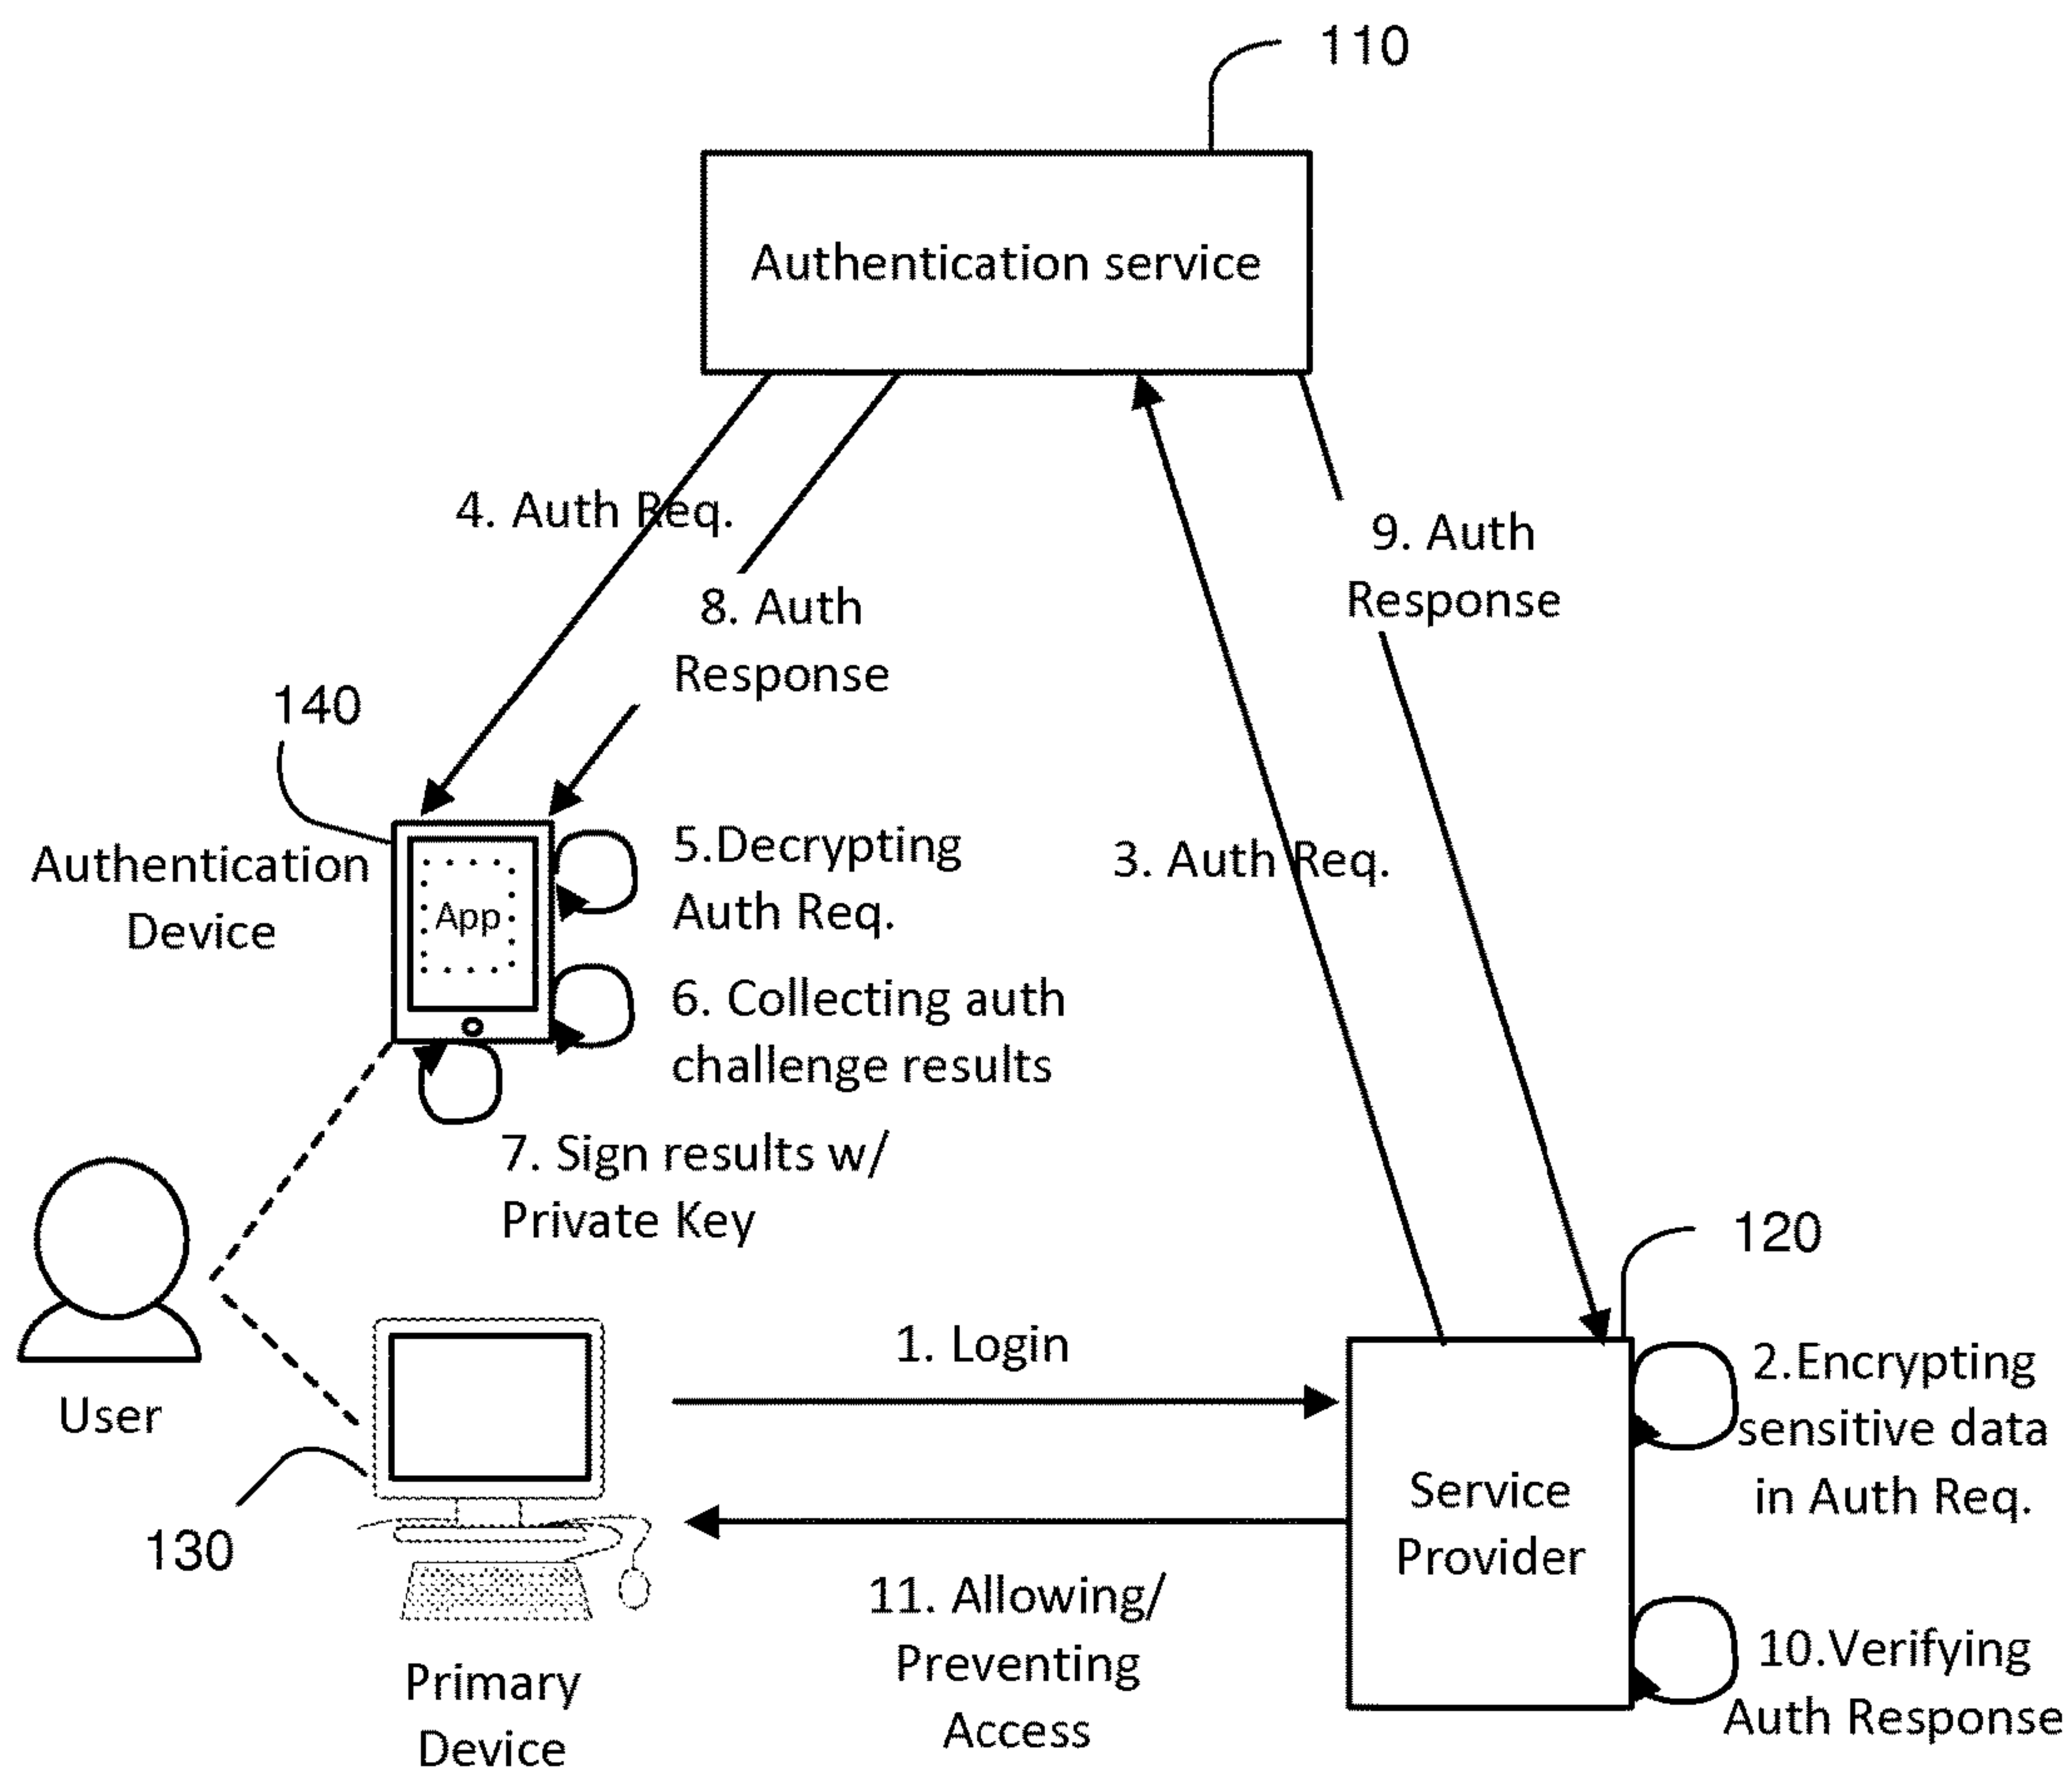 110
Authentication service
4. Auth Req.
9. Auth
Response
8. Auth
Response
140
Authentication
Device
App
5.Decrypting
Auth Req.
3. Auth Req.
6. Collecting auth
challenge results
7. Sign results w/
Private Key
120
User
1. Login
2.Encrypting
sensitive data
in Auth Req.
Service
Provider
130
11. Allowing/
Preventing
Access
10.Verifying
Auth Response
Primary
Device